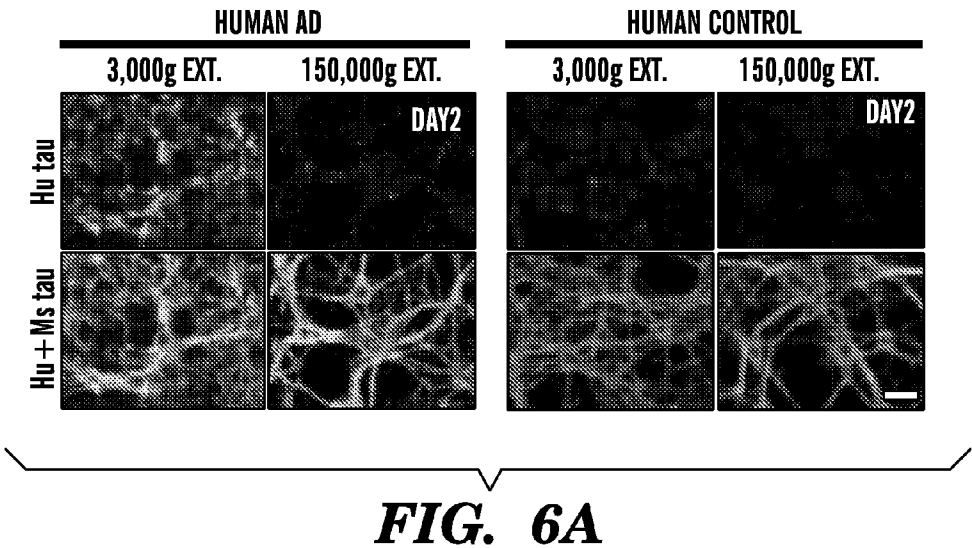 HUMAN AD HUMAN CONTROL
3,000g EXT. 150,000g EXT. 3,000g EXT. 150,000g EXT.
Hu tau DAY2 DAY2
Hu+Ms tau
FIG. 6A